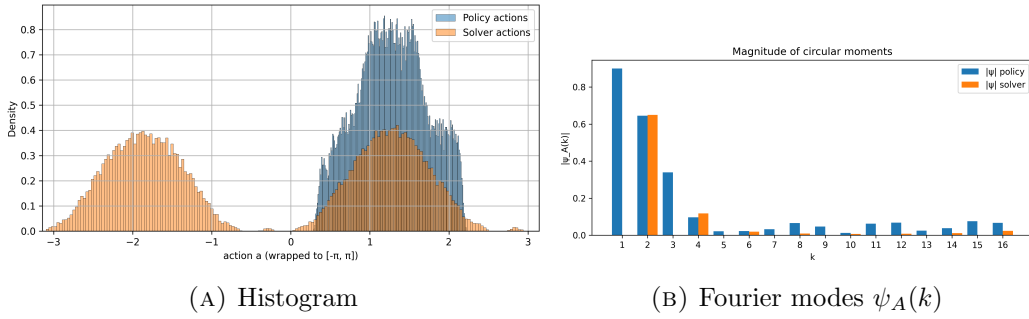 Policy actions
Solver actions
Density
0.8
0.7
0.6
0.5
0.4
0.3
0.2
0.1
0.0
−3 −2 −1 0 1 2 3
action a (wrapped to [-π, π])
(A) Histogram
Magnitude of circular moments
|ψ| policy
|ψ| solver
|ψ_A(k)|
0.8
0.6
0.4
0.2
0.0
1 2 3 4 5 6 7 8 9 10 11 12 13 14 15 16
k
(B) Fourier modes ψ_A(k)